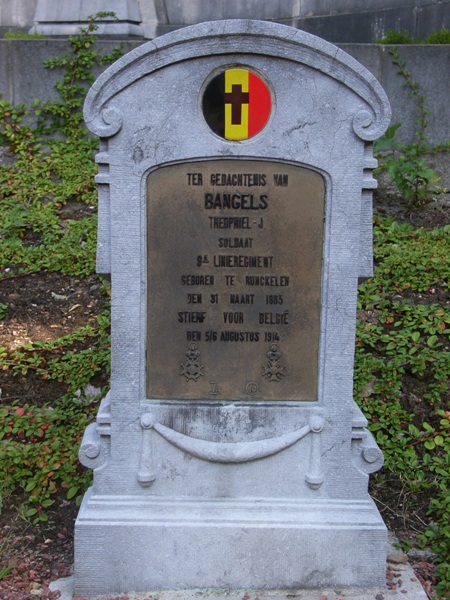 TER GEDACHTENIS VAN
BANGELS
THEOPHIEL-J
SOLDAAT
9DE LINIEREGIMENT
GEBOREN TE RUNCKELEN
DEN 31 MAART 1885
STIERF VOOR BELGIË
DEN 5/6 AUGUSTUS 1914